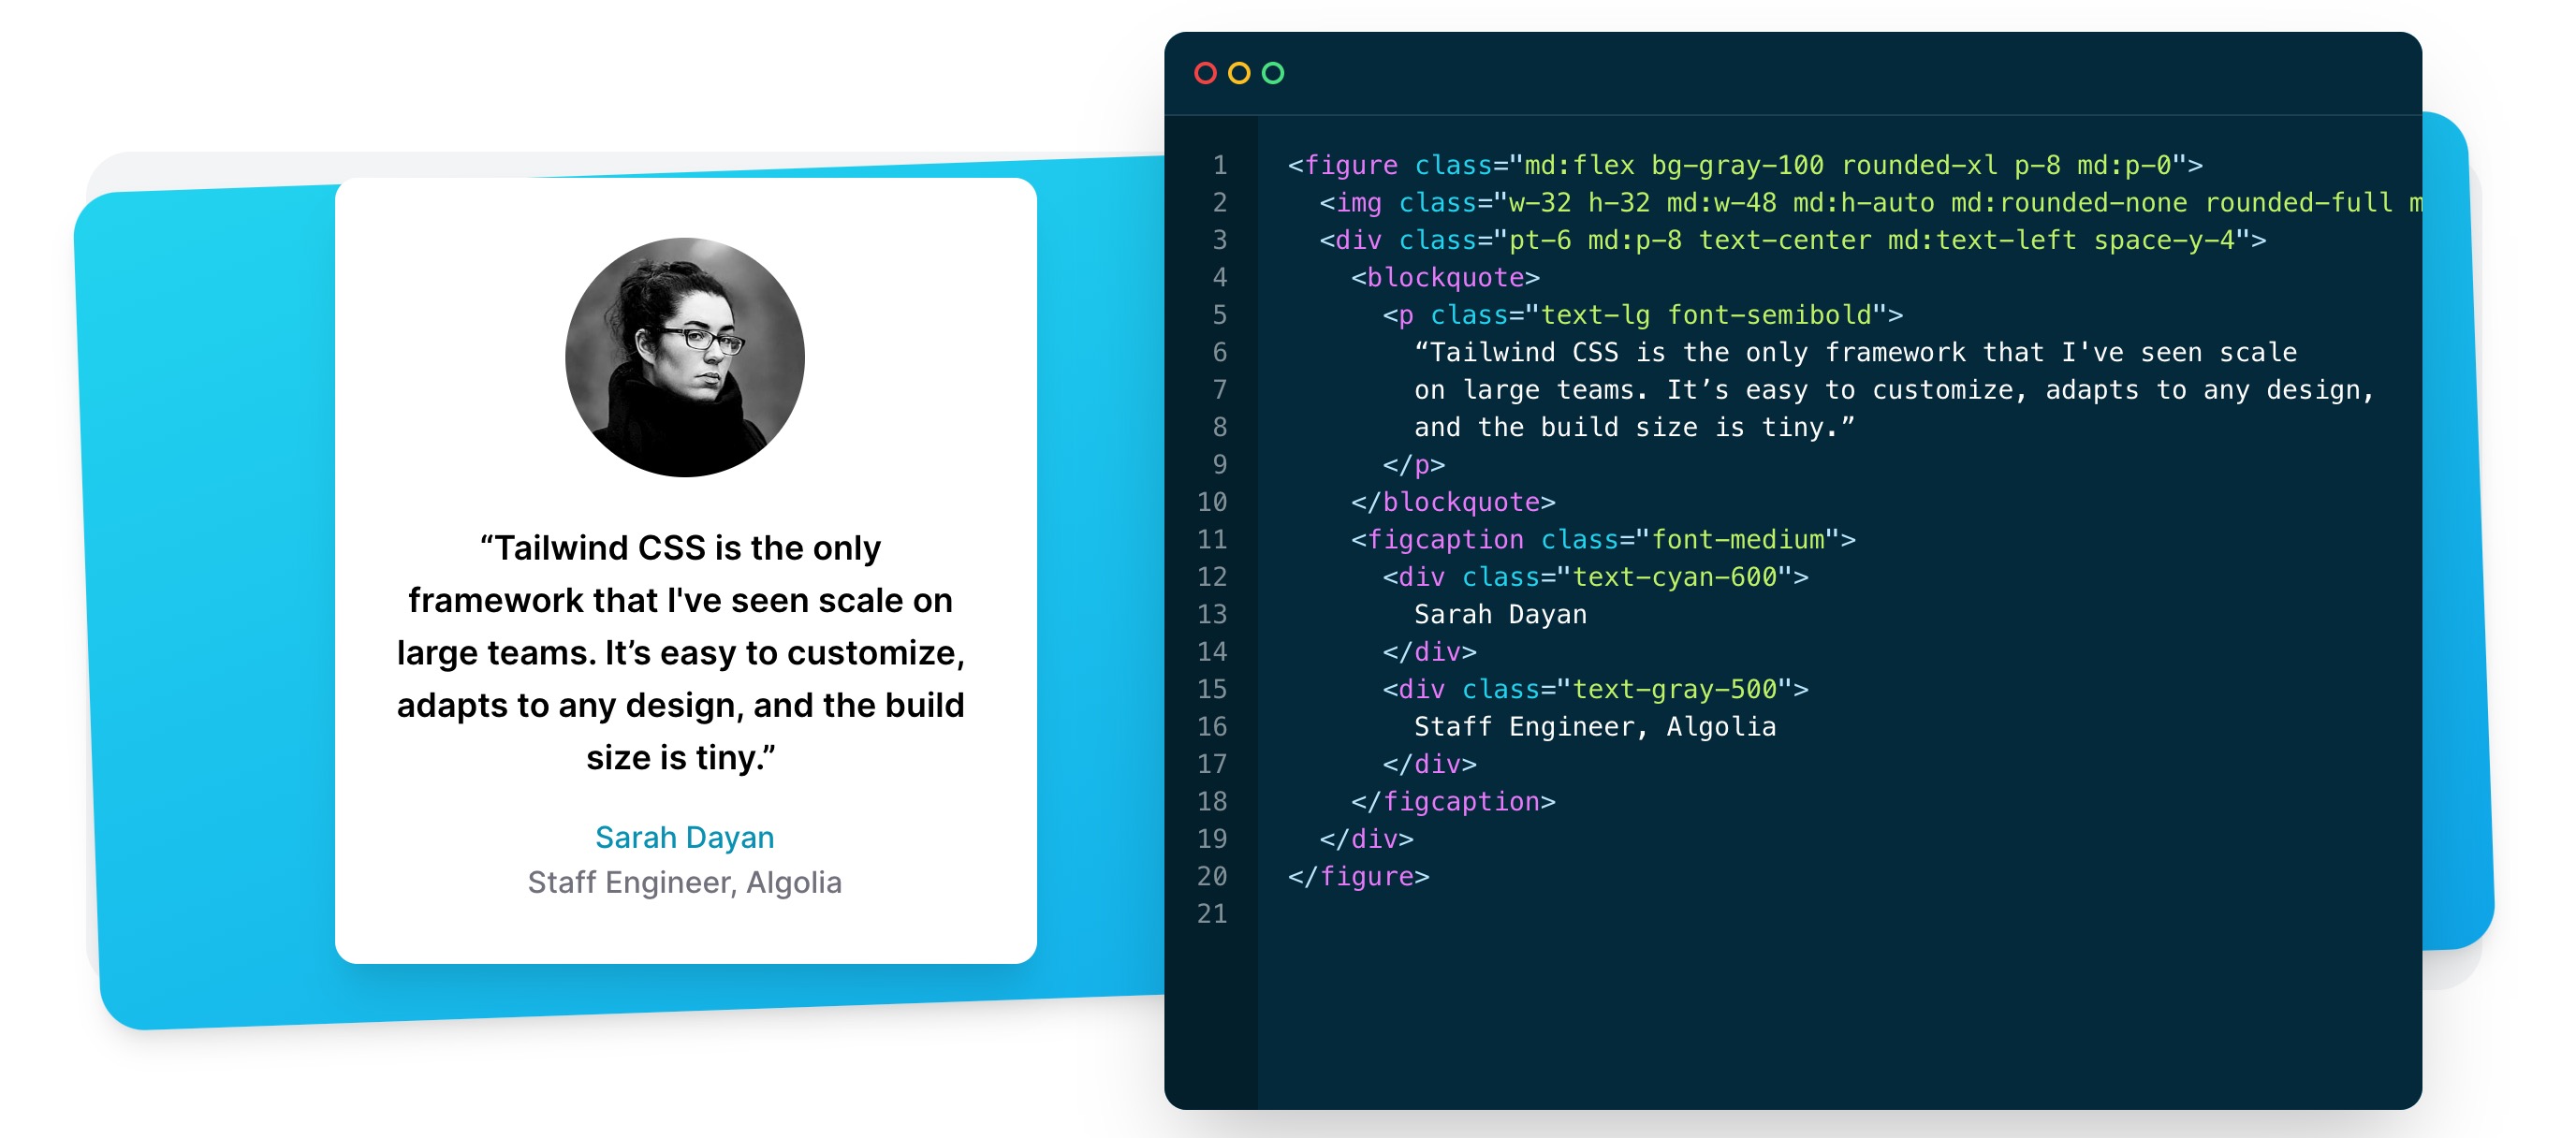 “Tailwind CSS is the only
framework that I've seen scale on
large teams. It’s easy to customize,
adapts to any design, and the build
size is tiny.”
Sarah Dayan
Staff Engineer, Algolia
1 <figure class="md:flex bg-gray-100 rounded-xl p-8 md:p-0">
2   <img class="w-32 h-32 md:w-48 md:h-auto md:rounded-none rounded-full m
3   <div class="pt-6 md:p-8 text-center md:text-left space-y-4">
4     <blockquote>
5       <p class="text-lg font-semibold">
6         “Tailwind CSS is the only framework that I've seen scale
7         on large teams. It’s easy to customize, adapts to any design,
8         and the build size is tiny.”
9       </p>
10     </blockquote>
11     <figcaption class="font-medium">
12       <div class="text-cyan-600">
13         Sarah Dayan
14       </div>
15       <div class="text-gray-500">
16         Staff Engineer, Algolia
17       </div>
18     </figcaption>
19   </div>
20 </figure>
21